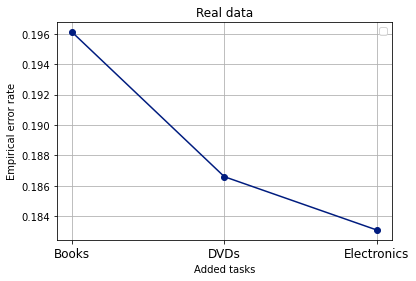 Real data
0.196
0.194
0.192
0.190
0.188
0.186
0.184
Empirical error rate
Books
DVDs
Electronics
Added tasks